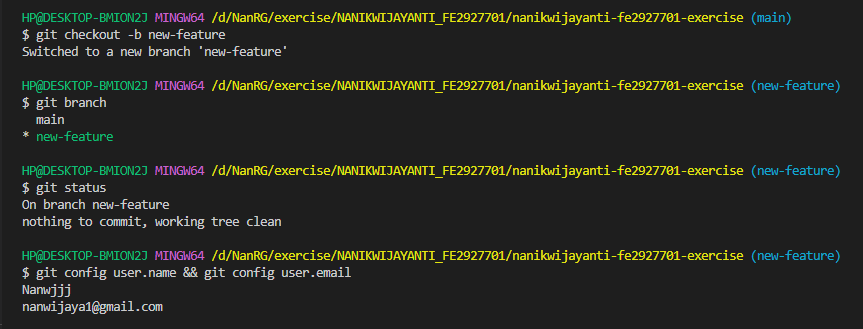 HP@DESKTOP-BMION2J MINGW64 /d/NanRG/exercise/NANIKWIJAYANTI_FE2927701/nanikwijayanti-fe2927701-exercise (main)
$ git checkout -b new-feature
Switched to a new branch 'new-feature'
HP@DESKTOP-BMION2J MINGW64 /d/NanRG/exercise/NANIKWIJAYANTI_FE2927701/nanikwijayanti-fe2927701-exercise (new-feature)
$ git branch
main
* new-feature
HP@DESKTOP-BMION2J MINGW64 /d/NanRG/exercise/NANIKWIJAYANTI_FE2927701/nanikwijayanti-fe2927701-exercise (new-feature)
$ git status
On branch new-feature
nothing to commit, working tree clean
HP@DESKTOP-BMION2J MINGW64 /d/NanRG/exercise/NANIKWIJAYANTI_FE2927701/nanikwijayanti-fe2927701-exercise (new-feature)
$ git config user.name && git config user.email
Nanwjjj
nanwijaya1@gmail.com